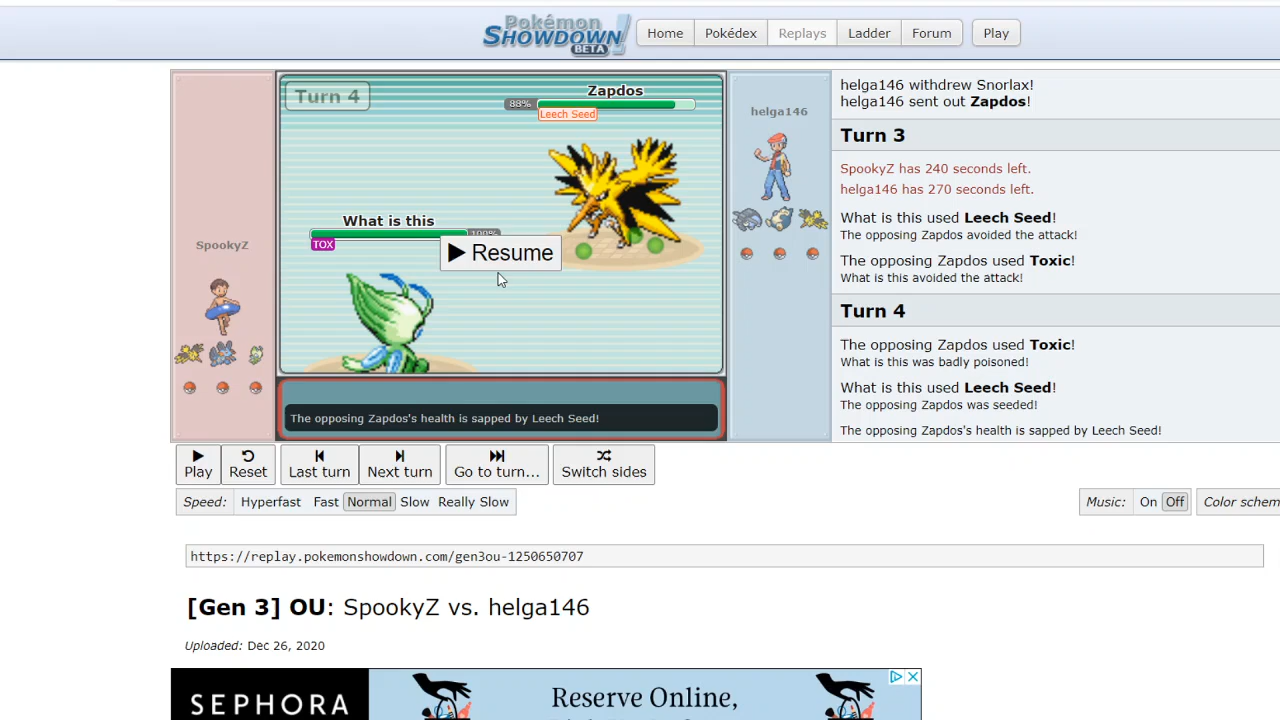 Pokémon
SHOWDOWN!
BETA
Home Pokédex Replays Ladder Forum Play
Turn 4
Zapdos
88%
Leech Seed
What is this
100%
TOX
Resume
The opposing Zapdos's health is sapped by Leech Seed!
SpookyZ
helga146
helga146 withdrew Snorlax!
helga146 sent out Zapdos!
Turn 3
SpookyZ has 240 seconds left.
helga146 has 270 seconds left.
What is this used Leech Seed!
The opposing Zapdos avoided the attack!
The opposing Zapdos used Toxic!
What is this avoided the attack!
Turn 4
The opposing Zapdos used Toxic!
What is this was badly poisoned!
What is this used Leech Seed!
The opposing Zapdos was seeded!
The opposing Zapdos's health is sapped by Leech Seed!
Play Reset Last turn Next turn Go to turn... Switch sides
Speed: Hyperfast Fast Normal Slow Really Slow
Music: On Off Color schem
https://replay.pokemonshowdown.com/gen3ou-1250650707
[Gen 3] OU: SpookyZ vs. helga146
Uploaded: Dec 26, 2020
SEPHORA
Reserve Online,